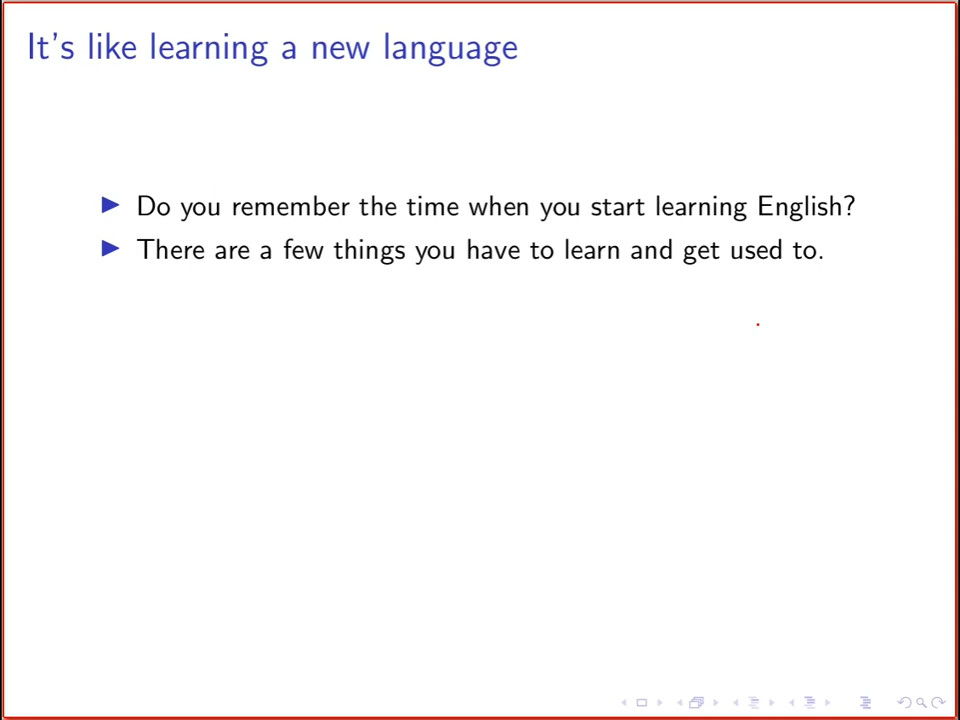 It's like learning a new language
Do you remember the time when you start learning English?
There are a few things you have to learn and get used to.